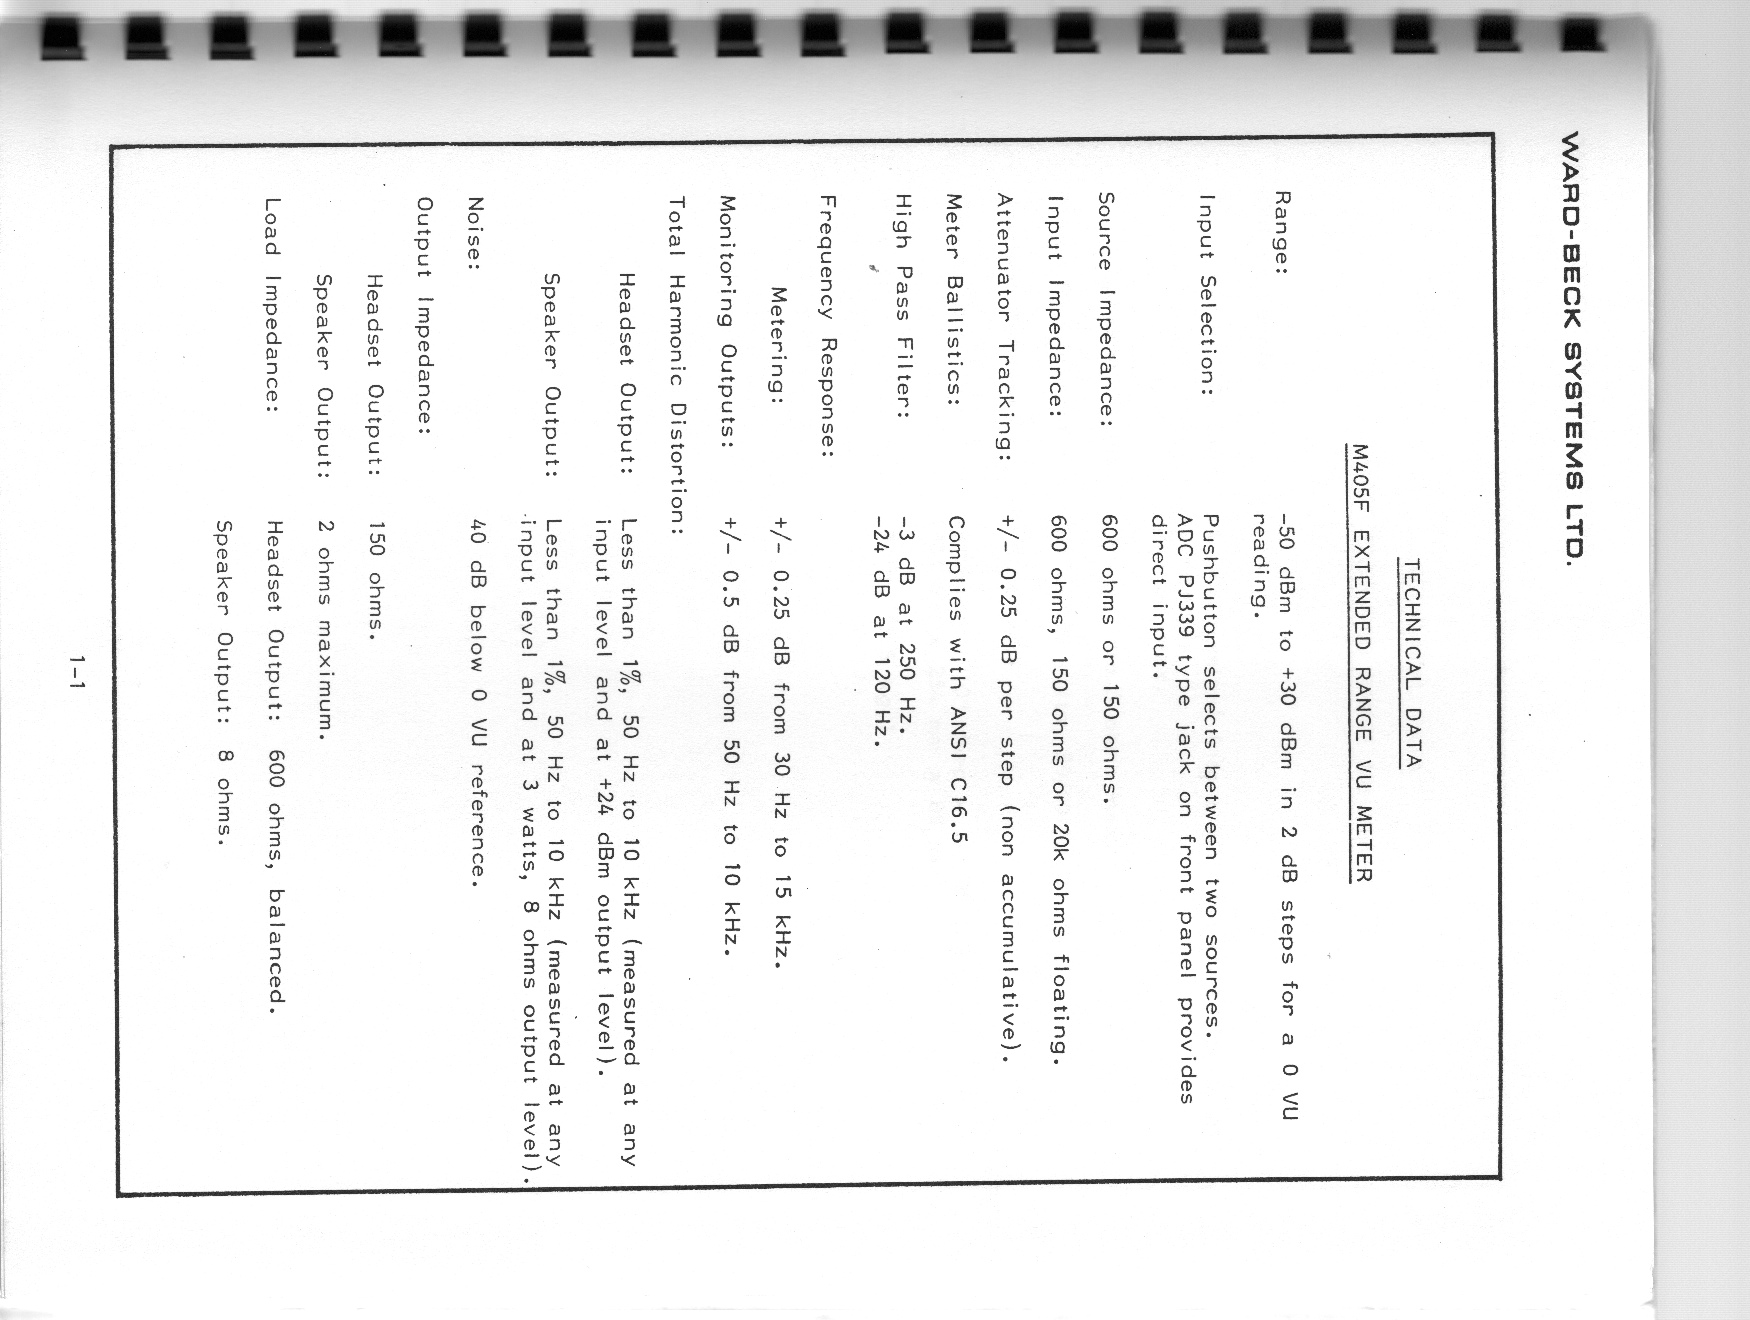 WARD-BECK SYSTEMS LTD.
TECHNICAL DATA
M405F EXTENDED RANGE VU METER
Range: -50 dBm to +30 dBm in 2 dB steps for a 0 VU
reading.
Input Selection: Pushbutton selects between two sources.
ADC PJ339 type jack on front panel provides
direct input.
Source Impedance: 600 ohms or 150 ohms.
Input Impedance: 600 ohms, 150 ohms or 20k ohms floating.
Attenuator Tracking: +/- 0.25 dB per step (non accumulative).
Meter Ballistics: Complies with ANSI C16.5
High Pass Filter: -3 dB at 250 Hz.
-24 dB at 120 Hz.
Frequency Response:
Metering: +/- 0.25 dB from 30 Hz to 15 kHz.
Monitoring Outputs: +/- 0.5 dB from 50 Hz to 10 kHz.
Total Harmonic Distortion:
Headset Output: Less than 1%, 50 Hz to 10 kHz (measured at any
input level and at +24 dBm output level).
Speaker Output: Less than 1%, 50 Hz to 10 kHz (measured at any
input level and at 3 watts, 8 ohms output level).
Noise: 40 dB below 0 VU reference.
Output Impedance:
Headset Output: 150 ohms.
Speaker Output: 2 ohms maximum.
Load Impedance: Headset Output: 600 ohms, balanced.
Speaker Output: 8 ohms.
1-1